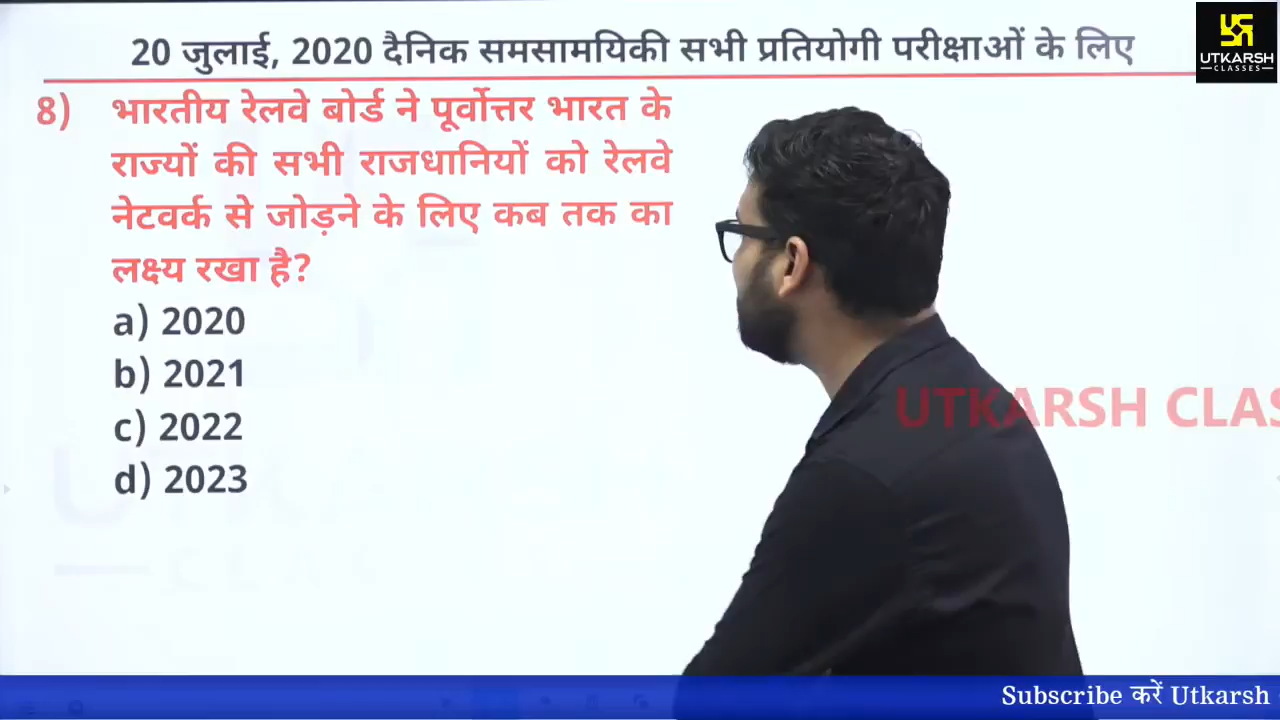 20 जुलाई, 2020 दैनिक समसामयिकी सभी प्रतियोगी परीक्षाओं के लिए
UTKARSH
CLASSES
8) भारतीय रेलवे बोर्ड ने पूर्वोत्तर भारत के
राज्यों की सभी राजधानियों को रेलवे
नेटवर्क से जोड़ने के लिए कब तक का
लक्ष्य रखा है?
a) 2020
b) 2021
c) 2022
d) 2023
UTKARSH CLAS
Subscribe करें Utkarsh